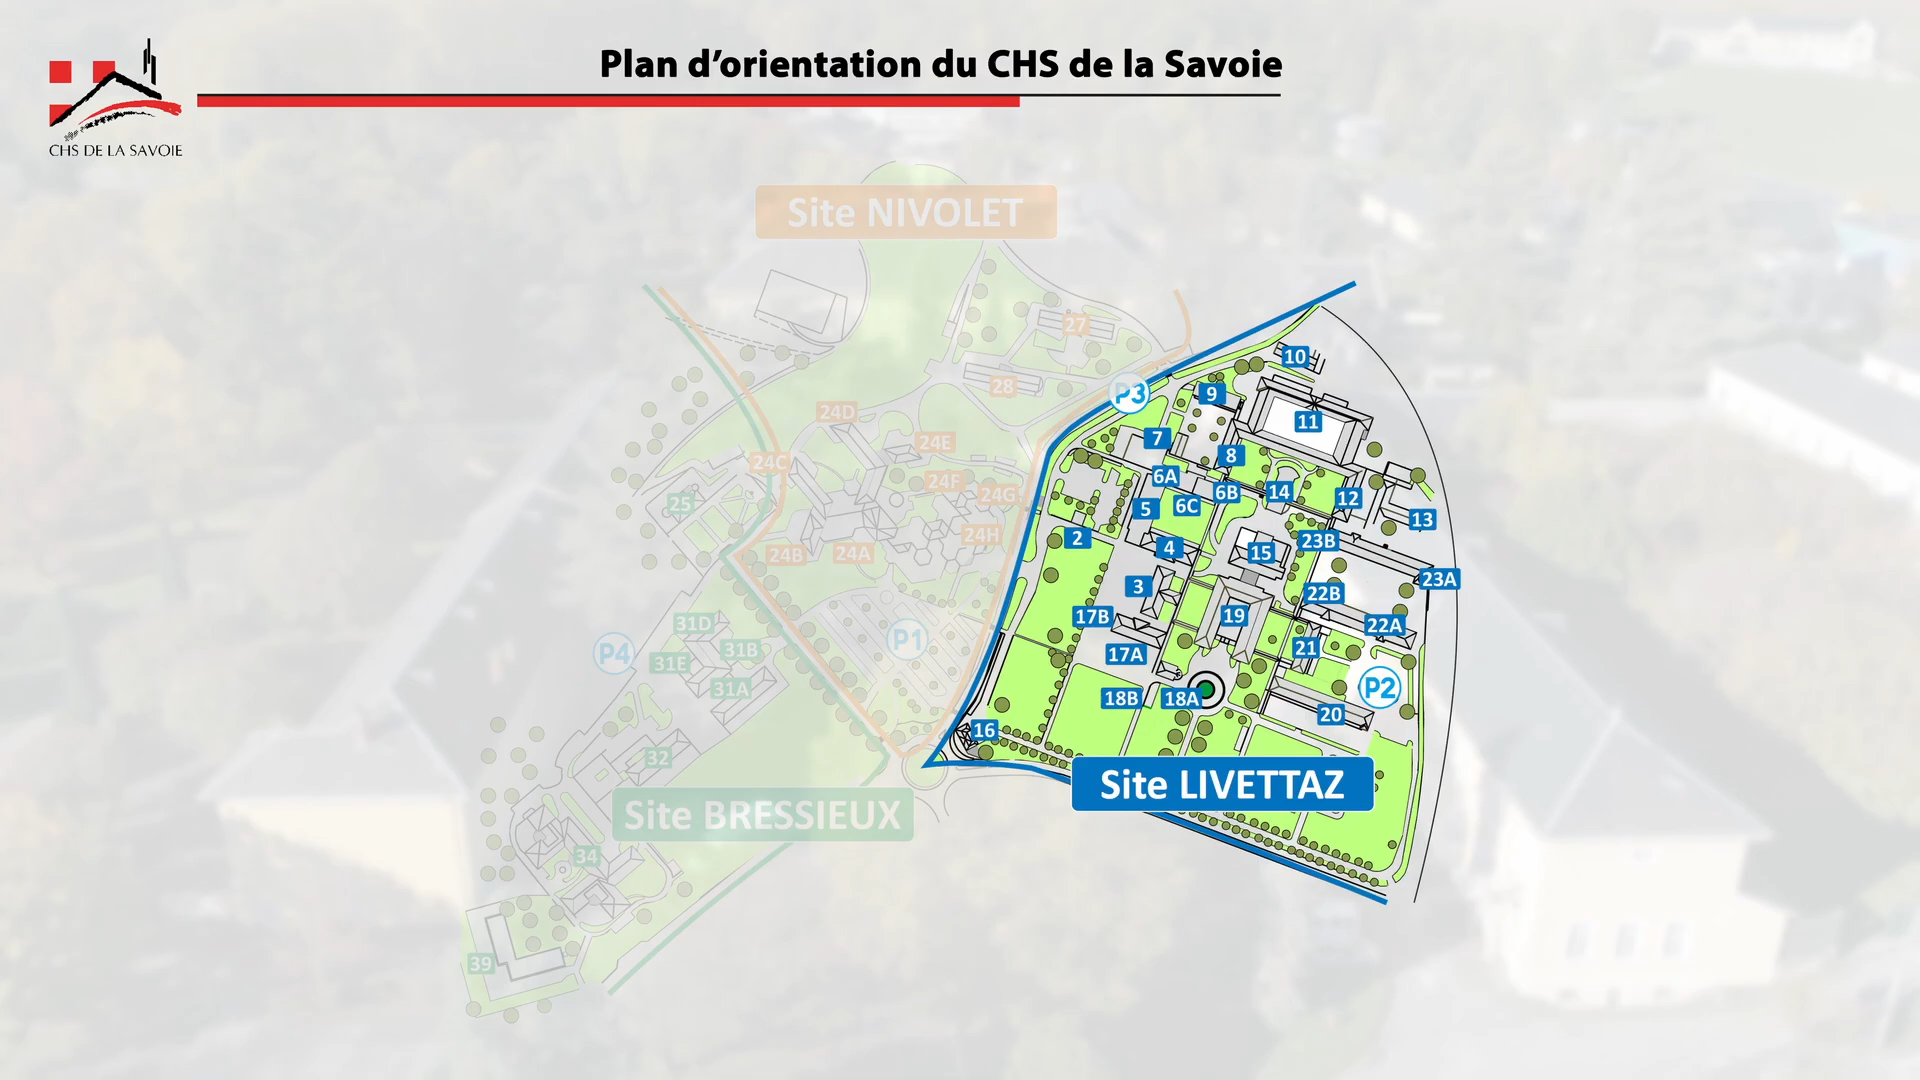 Plan d’orientation du CHS de la Savoie
CHS DE LA SAVOIE
Site NIVOLET
27
28
24D
24E
24C
24F
24G
24H
24B
24A
25
P1
P4
31D
31B
31E
31A
32
Site BRESSIEUX
34
39
10
P3
9
11
7
8
6A
6B
14
12
5
6C
13
2
4
15
23B
3
23A
22B
17B
19
22A
17A
21
P2
18B
18A
20
16
Site LIVETTAZ